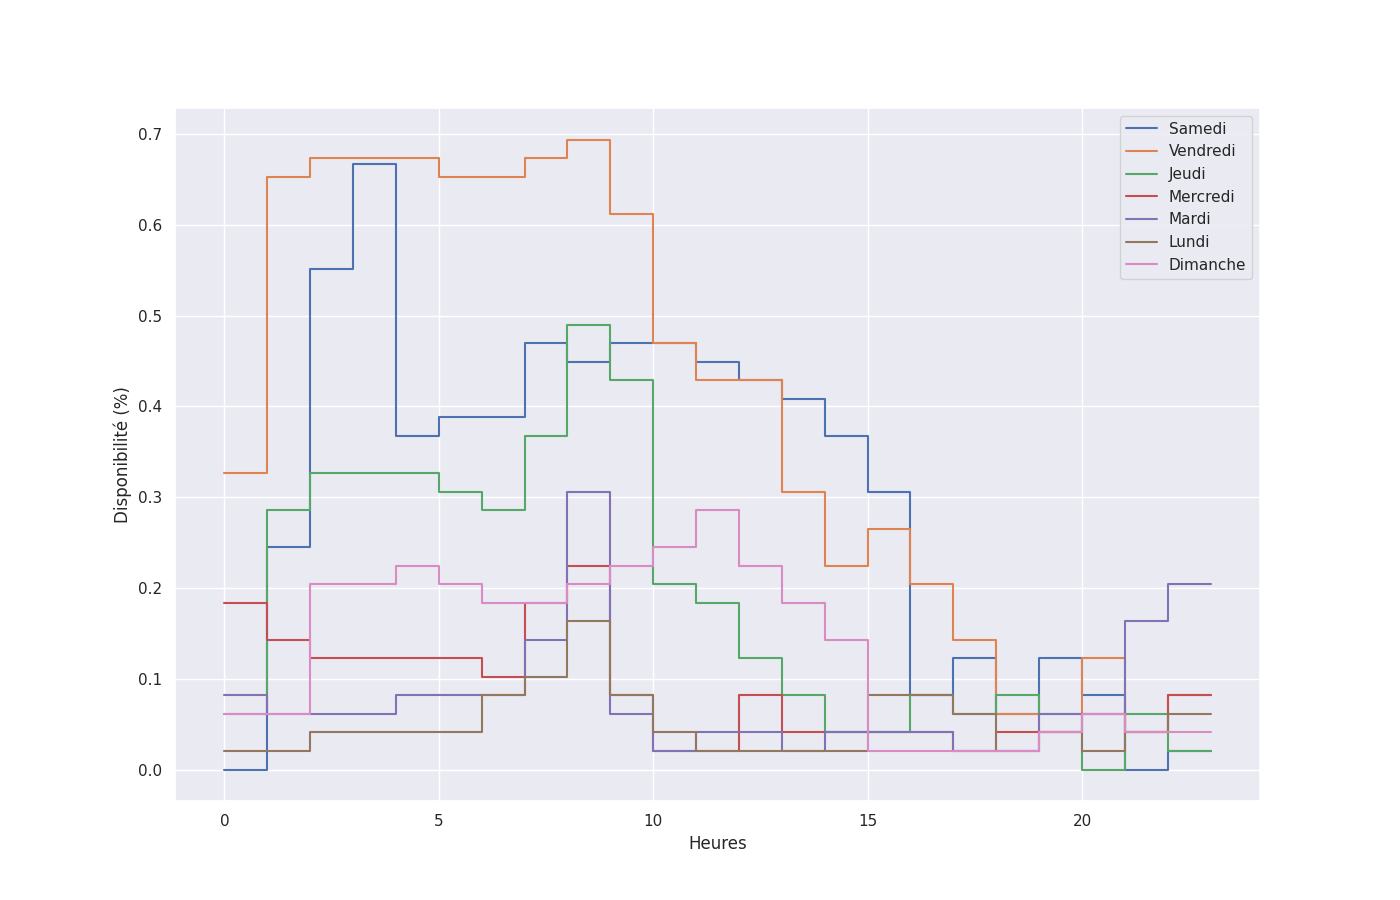 Samedi
Vendredi
Jeudi
Mercredi
Mardi
Lundi
Dimanche
0.7
0.6
0.5
0.4
0.3
0.2
0.1
0.0
Disponibilité (%)
0 5 10 15 20
Heures